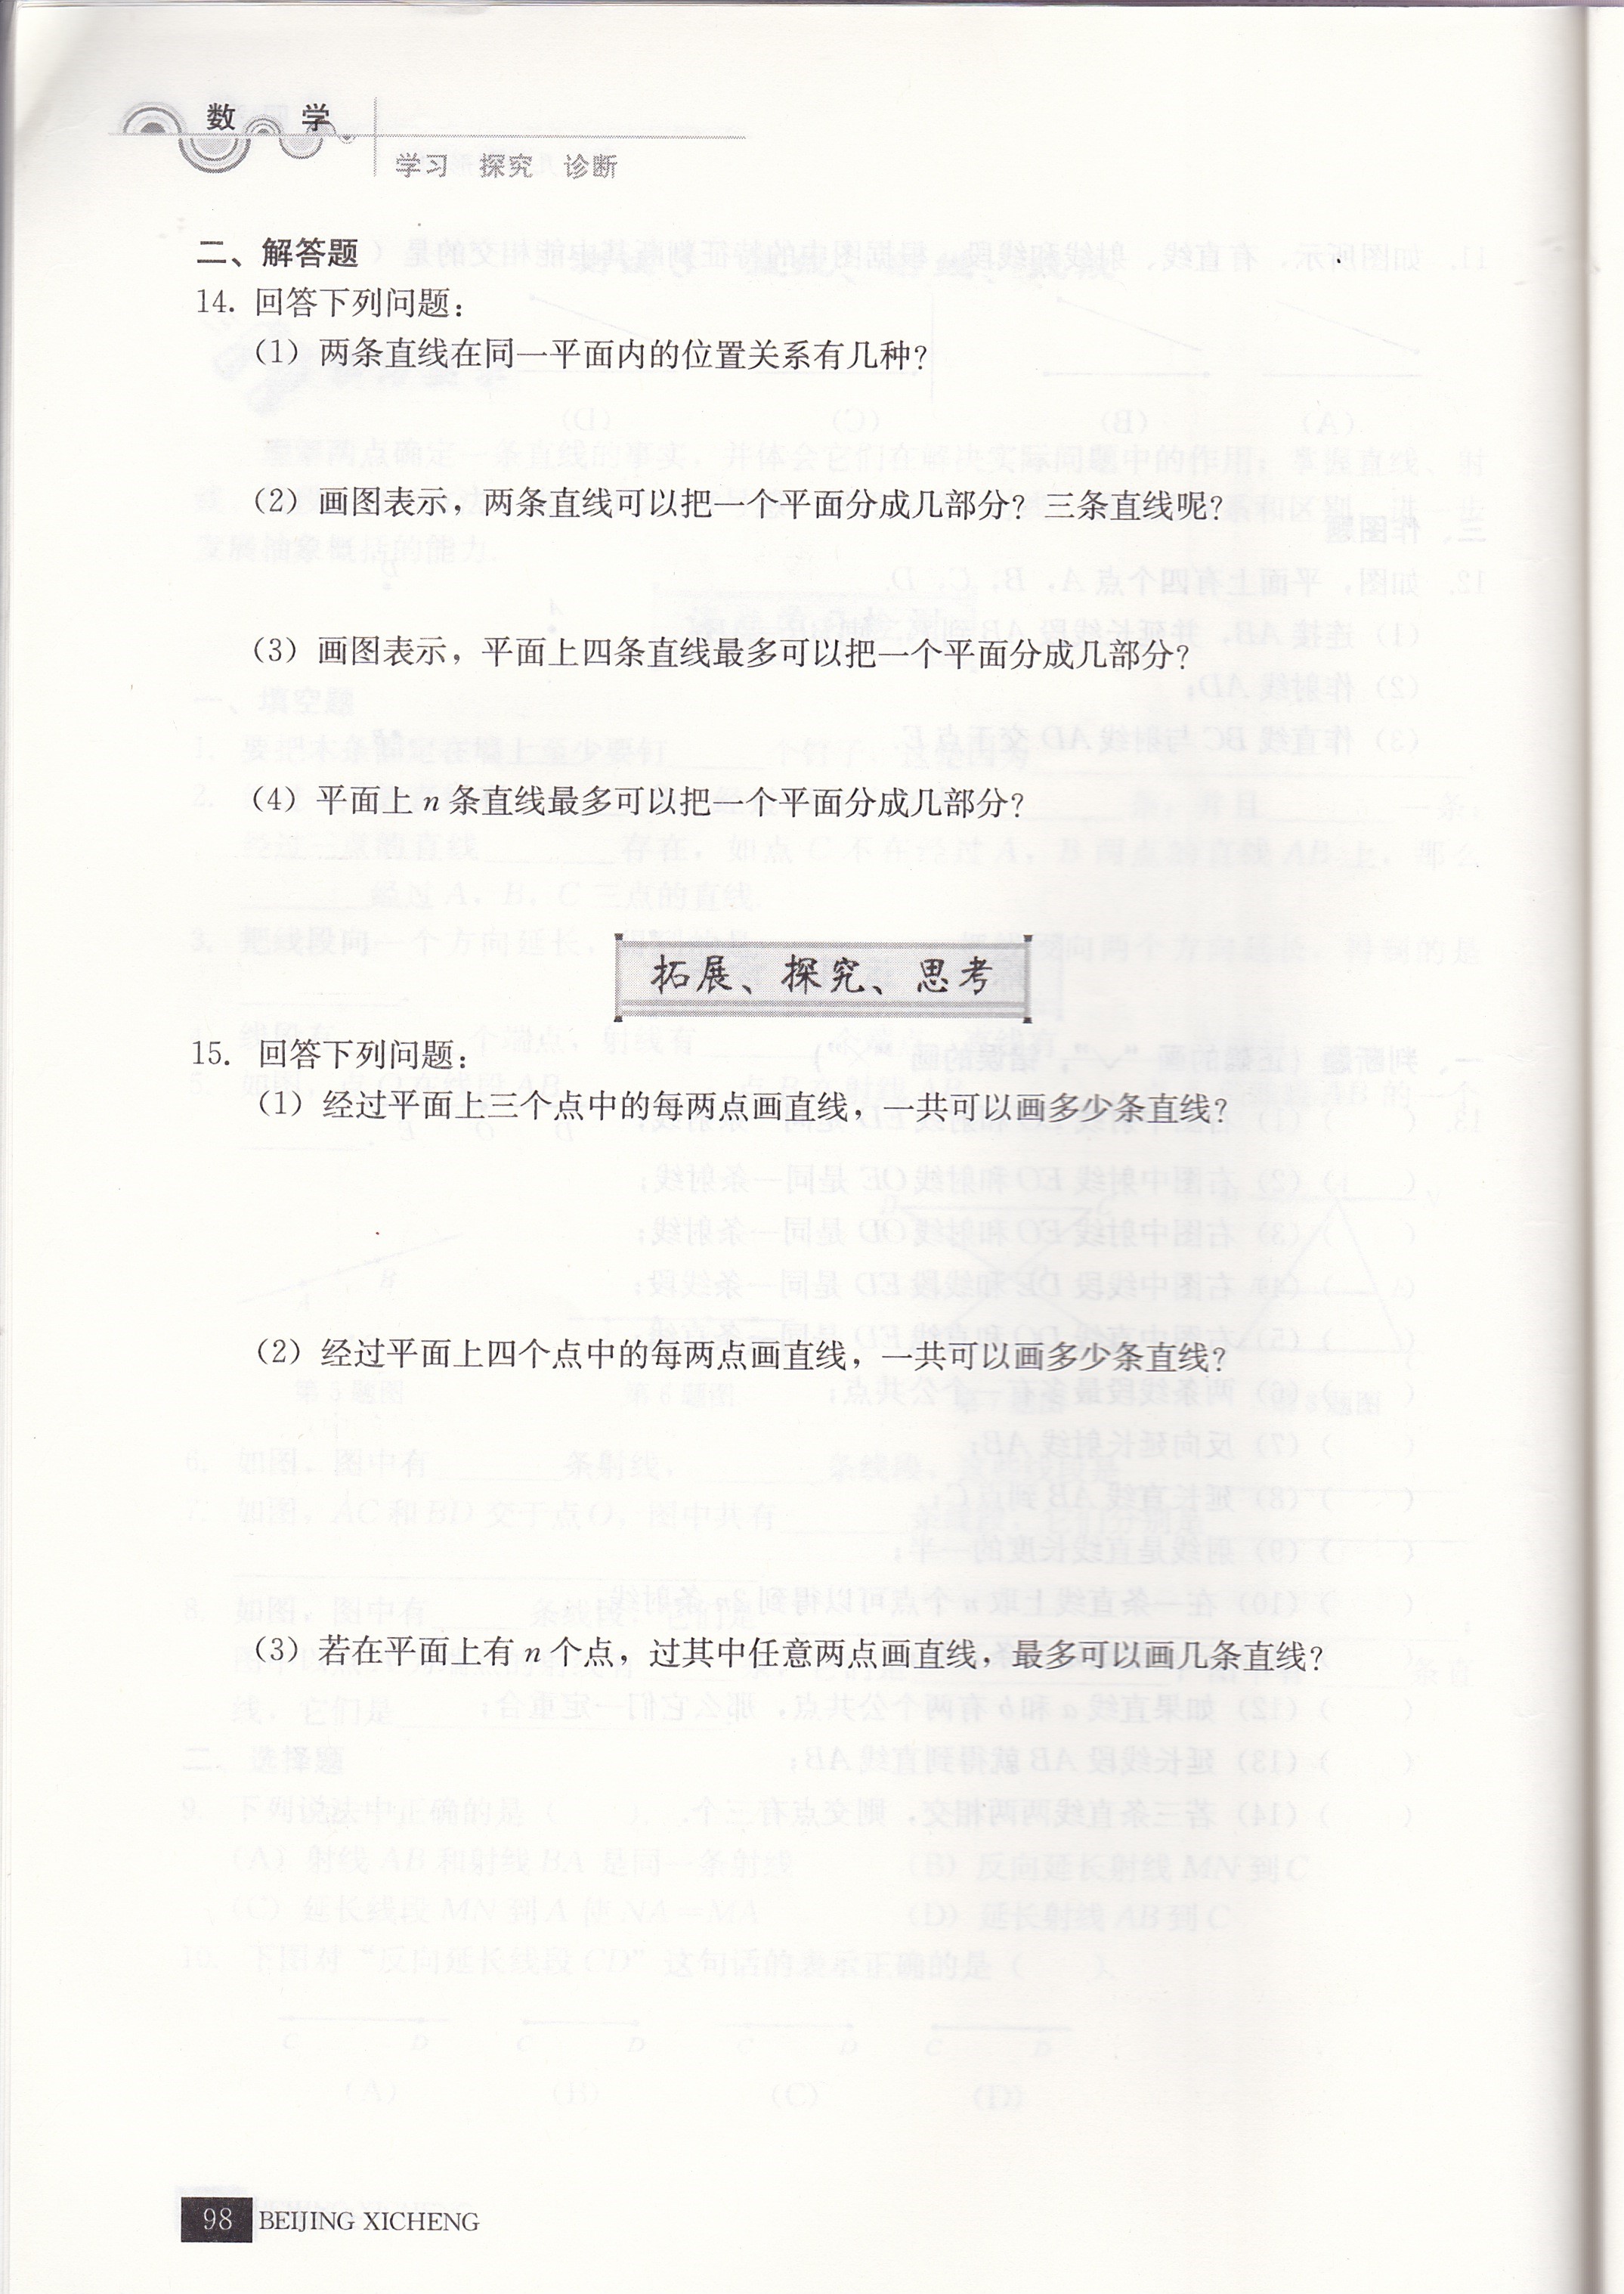 数 学
学习 探究 诊断
二、解答题
14. 回答下列问题:
(1) 两条直线在同一平面内的位置关系有几种?
(2) 画图表示，两条直线可以把一个平面分成几部分? 三条直线呢?
(3) 画图表示，平面上四条直线最多可以把一个平面分成几部分?
(4) 平面上 n 条直线最多可以把一个平面分成几部分?
拓展、探究、思考
15. 回答下列问题:
(1) 经过平面上三个点中的每两点画直线，一共可以画多少条直线?
(2) 经过平面上四个点中的每两点画直线，一共可以画多少条直线?
(3) 若在平面上有 n 个点，过其中任意两点画直线，最多可以画几条直线?
98 BEIJING XICHENG